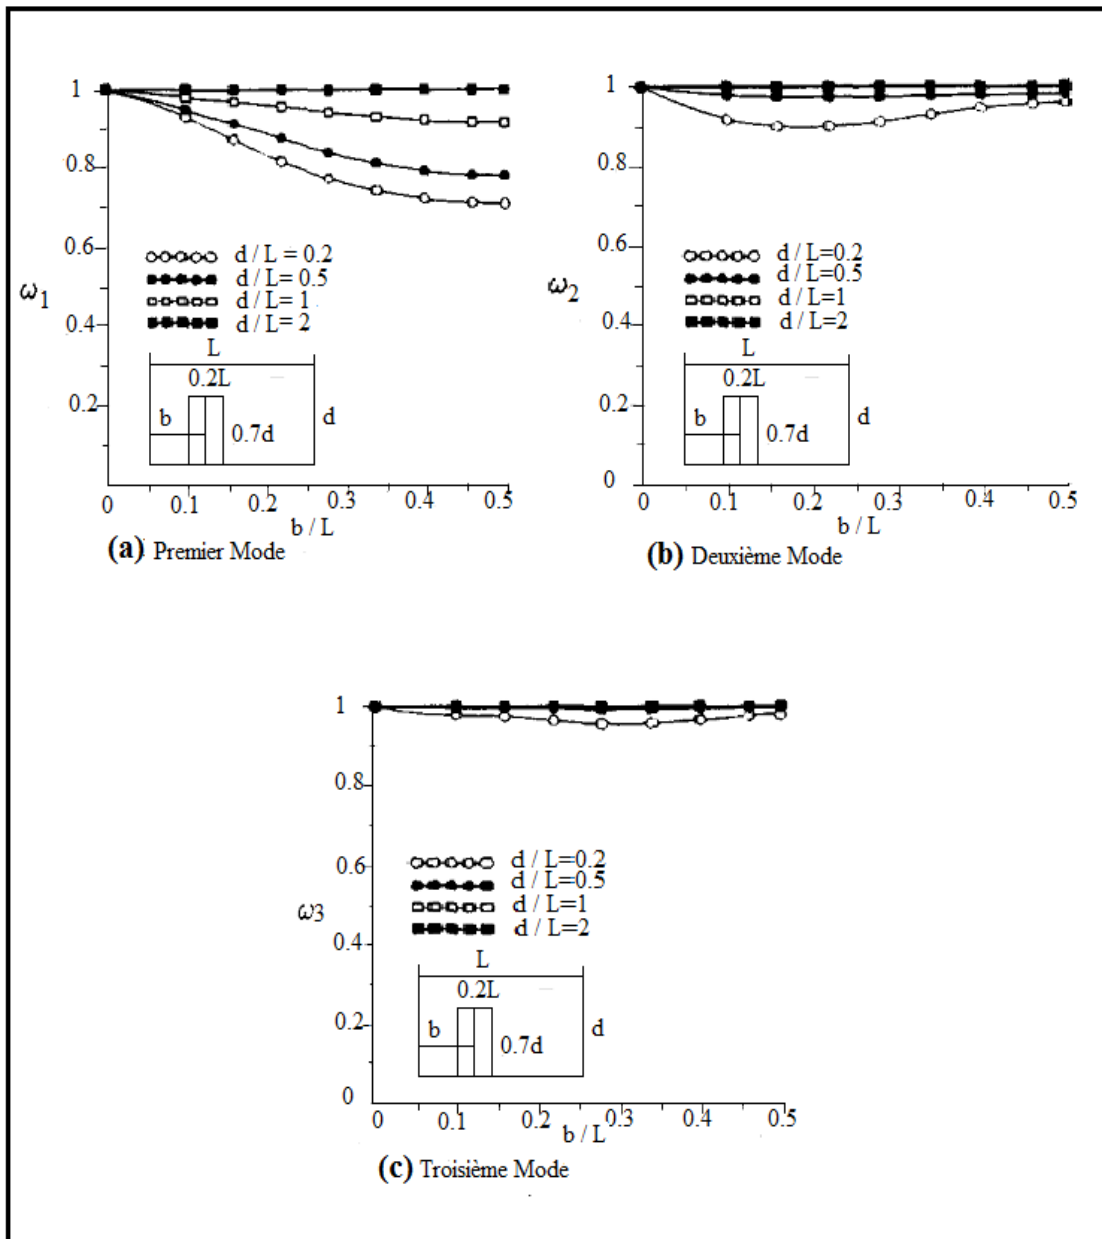 1
0.8
0.6
ω1
0.4
0.2
d / L = 0.2
d / L= 0.5
d / L= 1
d / L= 2
L
0.2L
b
d
0.7d
0
0.1
0.2
0.3
0.4
0.5
b / L
(a) Premier Mode
1
0.8
0.6
ω2
0.4
0.2
0
d / L=0.2
d / L=0.5
d / L=1
d / L=2
L
0.2L
b
d
0.7d
0
0.1
0.2
0.3
0.4
0.5
b / L
(b) Deuxième Mode
1
0.8
0.6
ω3
0.4
0.2
0
d / L=0.2
d / L=0.5
d / L=1
d / L=2
L
0.2L
b
d
0.7d
0
0.1
0.2
0.3
0.4
0.5
b / L
(c) Troisième Mode